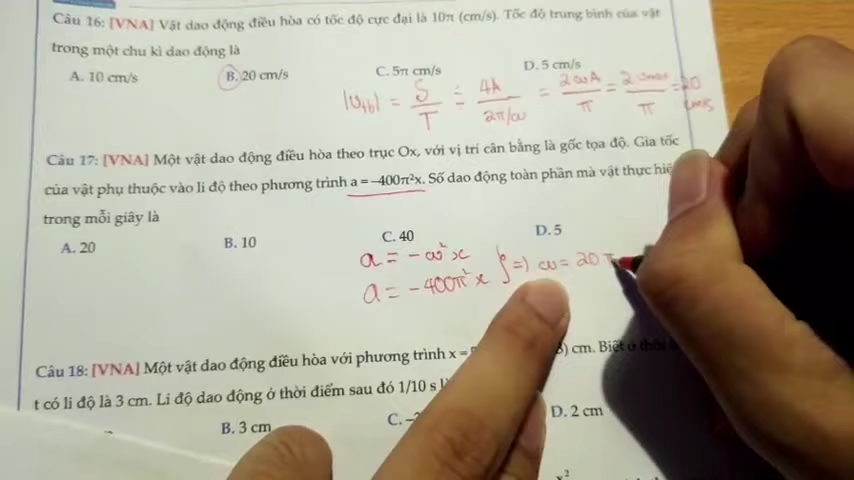 Câu 16: [VNA] Vật dao động điều hòa có tốc độ cực đại là 10π (cm/s). Tốc độ trung bình của vật
trong một chu kì dao động là
A. 10 cm/s B. 20 cm/s C. 5π cm/s D. 5 cm/s
|v_tb| = S/T = 4A/(2π/ω) = 2ωA/π = 2vmax/π = 20 cm/s
Câu 17: [VNA] Một vật dao động điều hòa theo trục Ox, với vị trí cân bằng là gốc tọa độ. Gia tốc
của vật phụ thuộc vào li độ theo phương trình a = –400π²x. Số dao động toàn phần mà vật thực
trong mỗi giây là
A. 20 B. 10 C. 40 D. 5
a = -ω²x
a = -400π²x } => ω = 20π
Câu 18: [VNA] Một vật dao động điều hòa với phương trình x = cm. Biết
t có li độ là 3 cm. Li độ dao động ở thời điểm sau đó 1/10 s
B. 3 cm C. D. 2 cm
x²